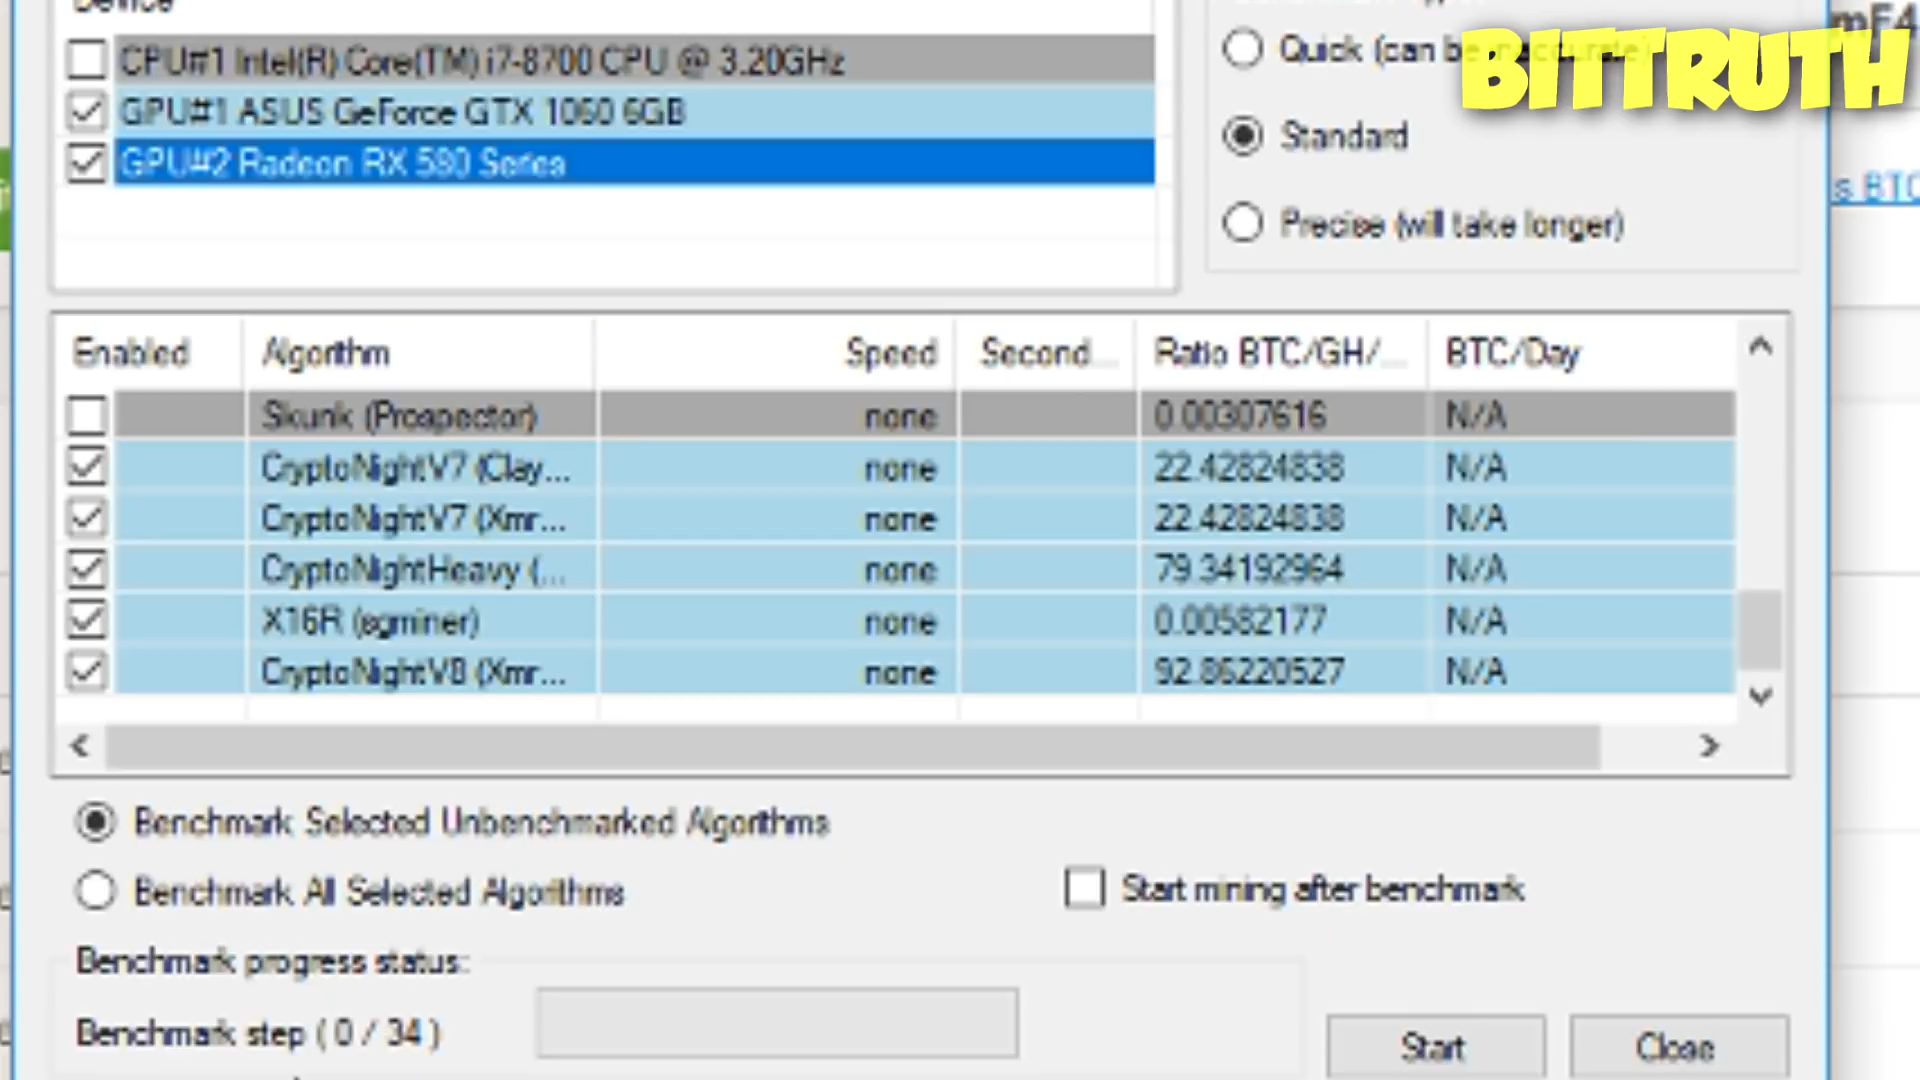 Device
CPU#1 Intel(R) Core(TM) i7-8700 CPU @ 3.20GHz
GPU#1 ASUS GeForce GTX 1060 6GB
GPU#2 Radeon RX 580 Series
Quick (can be inaccurate)
Standard
Precise (will take longer)
BITTRUTH
mF4
s BTC
Enabled Algorithm Speed Second... Ratio BTC/GH/... BTC/Day
Skunk (Prospector) none 0.00307616 N/A
CryptoNightV7 (Clay... none 22.42824838 N/A
CryptoNightV7 (Xmr... none 22.42824838 N/A
CryptoNightHeavy (... none 79.34192964 N/A
X16R (sgminer) none 0.00582177 N/A
CryptoNightV8 (Xmr... none 92.86220527 N/A
Benchmark Selected Unbenchmarked Algorithms
Benchmark All Selected Algorithms
Start mining after benchmark
Benchmark progress status:
Benchmark step ( 0 / 34 )
Start
Close